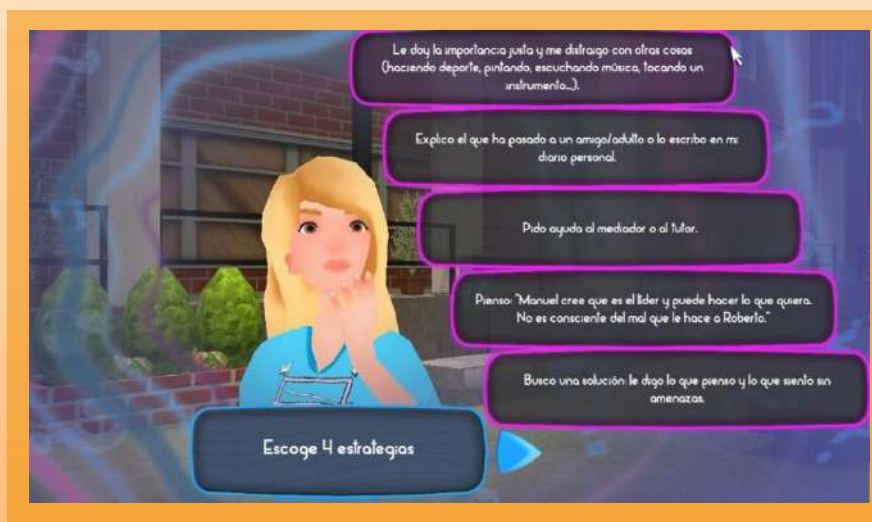 Le doy la importancia justa y me distraigo con otras cosas
(haciendo deporte, pintando, escuchando música, tocando un
instrumento...).
Explico el que ha pasado a un amigo/adulto o lo escribo en mi
diario personal.
Pido ayuda al mediador o al tutor.
Pienso: "Manuel cree que es el líder y puede hacer lo que quiera.
No es consciente del mal que le hace a Roberto."
Busco una solución: le digo lo que pienso y lo que siento sin
amenazas.
Escoge 4 estrategias